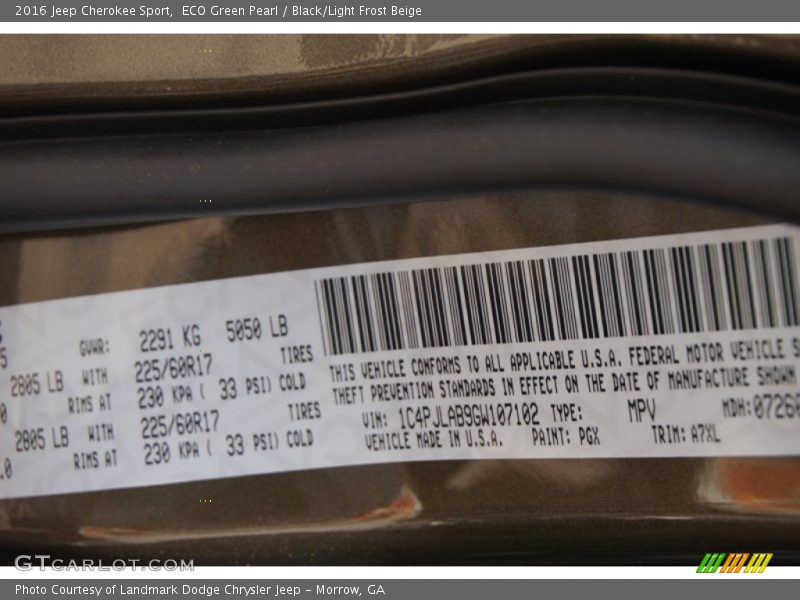 2016 Jeep Cherokee Sport, ECO Green Pearl / Black/Light Frost Beige
GVWR: 2291 KG 5050 LB
2805 LB WITH 225/60R17 TIRES
RIMS AT 230 KPA ( 33 PSI) COLD
2805 LB WITH 225/60R17 TIRES
RIMS AT 230 KPA ( 33 PSI) COLD
THIS VEHICLE CONFORMS TO ALL APPLICABLE U.S.A. FEDERAL MOTOR VEHICLE S
THEFT PREVENTION STANDARDS IN EFFECT ON THE DATE OF MANUFACTURE SHOWN
VIN: 1C4PJLAB9GW107102 TYPE: MPV MDH: 0726
VEHICLE MADE IN U.S.A. PAINT: PGX TRIM: A7XL
GTCARLOT.COM
Photo Courtesy of Landmark Dodge Chrysler Jeep – Morrow, GA